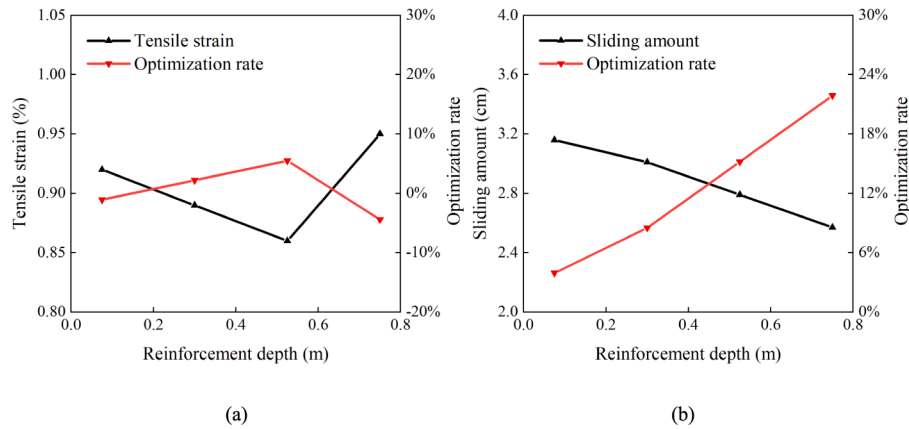 1.05
1.00
0.95
0.90
0.85
0.80
Tensile strain (%)
Tensile strain
Optimization rate
30%
20%
10%
0%
-10%
-20%
Optimization rate
0.0 0.2 0.4 0.6 0.8
Reinforcement depth (m)
(a)
4.0
3.6
3.2
2.8
2.4
2.0
Sliding amount (cm)
Sliding amount
Optimization rate
30%
24%
18%
12%
6%
0%
Optimization rate
0.0 0.2 0.4 0.6 0.8
Reinforcement depth (m)
(b)